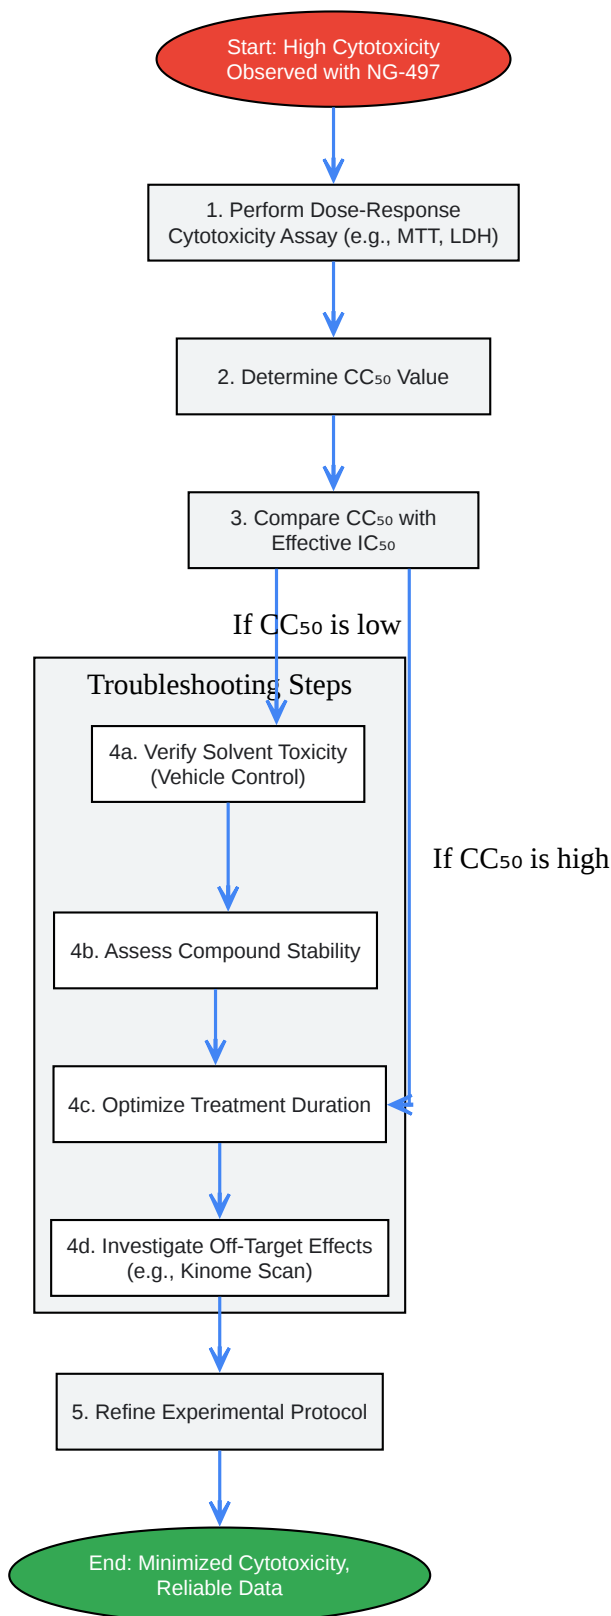 Start: High Cytotoxicity
Observed with NG-497
1. Perform Dose-Response
Cytotoxicity Assay (e.g., MTT, LDH)
2. Determine CC₅₀ Value
3. Compare CC₅₀ with
Effective IC₅₀
If CC₅₀ is low
Troubleshooting Steps
4a. Verify Solvent Toxicity
(Vehicle Control)
If CC₅₀ is high
4b. Assess Compound Stability
4c. Optimize Treatment Duration
4d. Investigate Off-Target Effects
(e.g., Kinome Scan)
5. Refine Experimental Protocol
End: Minimized Cytotoxicity,
Reliable Data